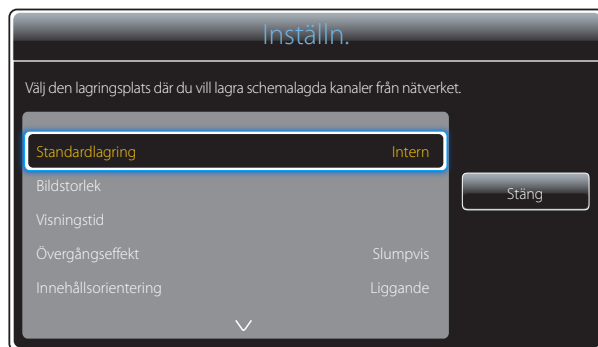 Inställn.
Välj den lagringsplats där du vill lagra schemalagda kanaler från nätverket.
Standardlagring Intern
Bildstorlek
Stäng
Visningstid
Övergångseffekt Slumpvis
Innehållsorientering Liggande